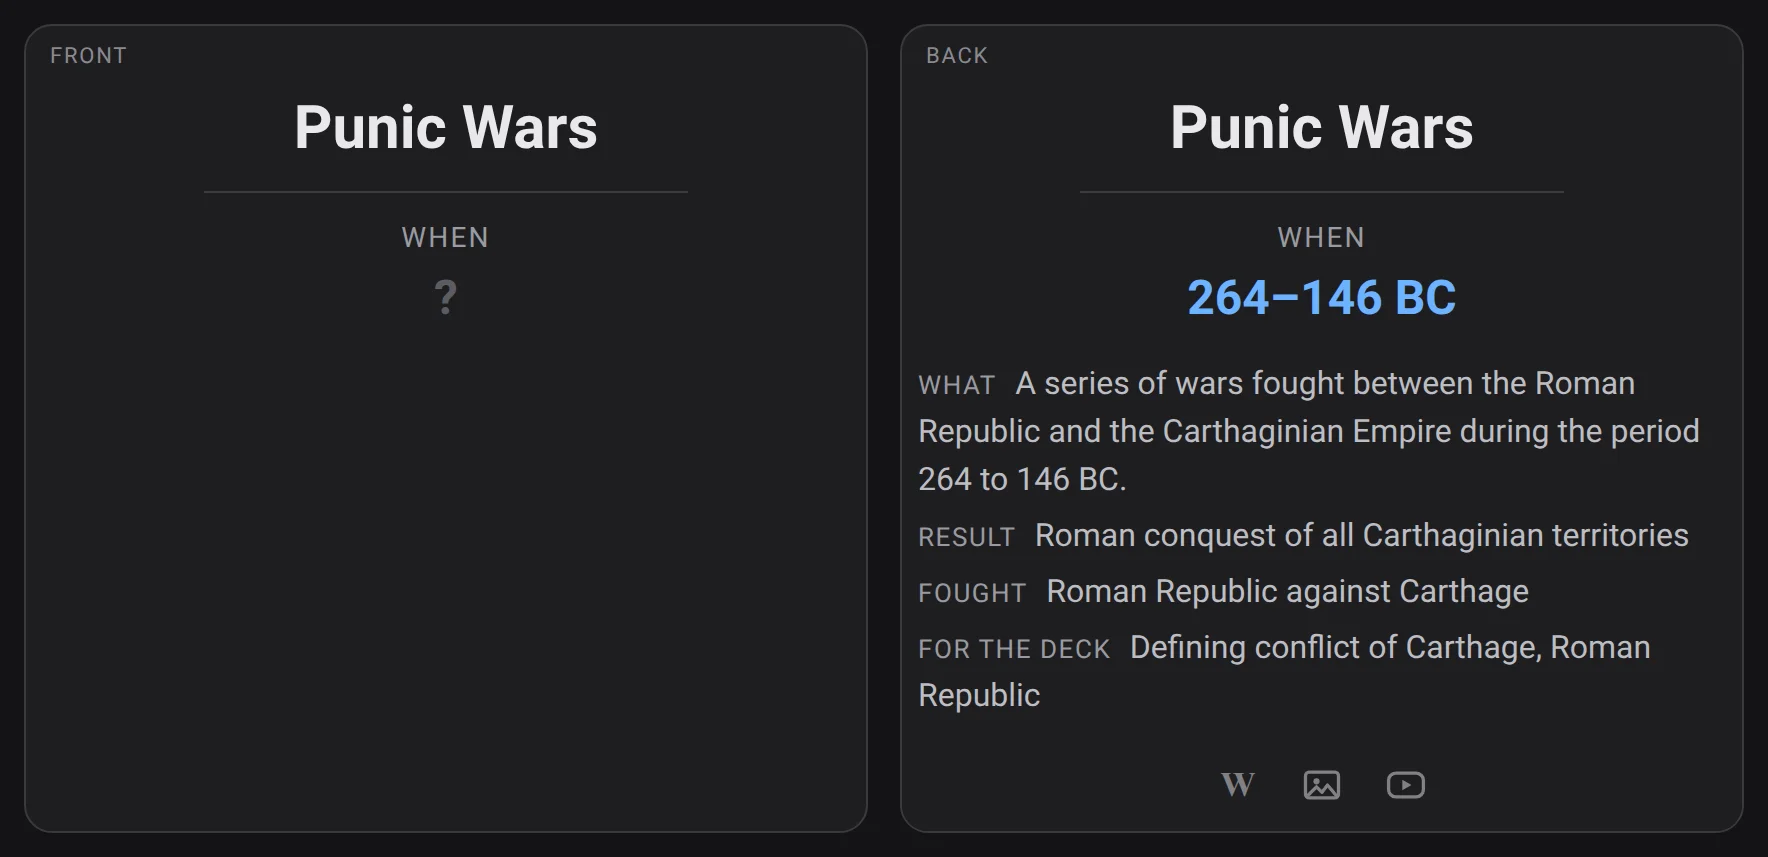 FRONT
Punic Wars
WHEN
?
BACK
Punic Wars
WHEN
264–146 BC
WHAT A series of wars fought between the Roman
Republic and the Carthaginian Empire during the period
264 to 146 BC.
RESULT Roman conquest of all Carthaginian territories
FOUGHT Roman Republic against Carthage
FOR THE DECK Defining conflict of Carthage, Roman
Republic
W